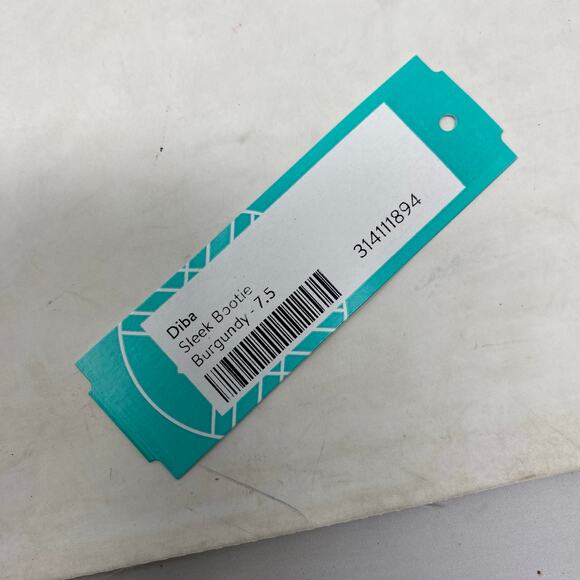 Diba
Sleek Bootie
Burgundy - 7.5
314111894